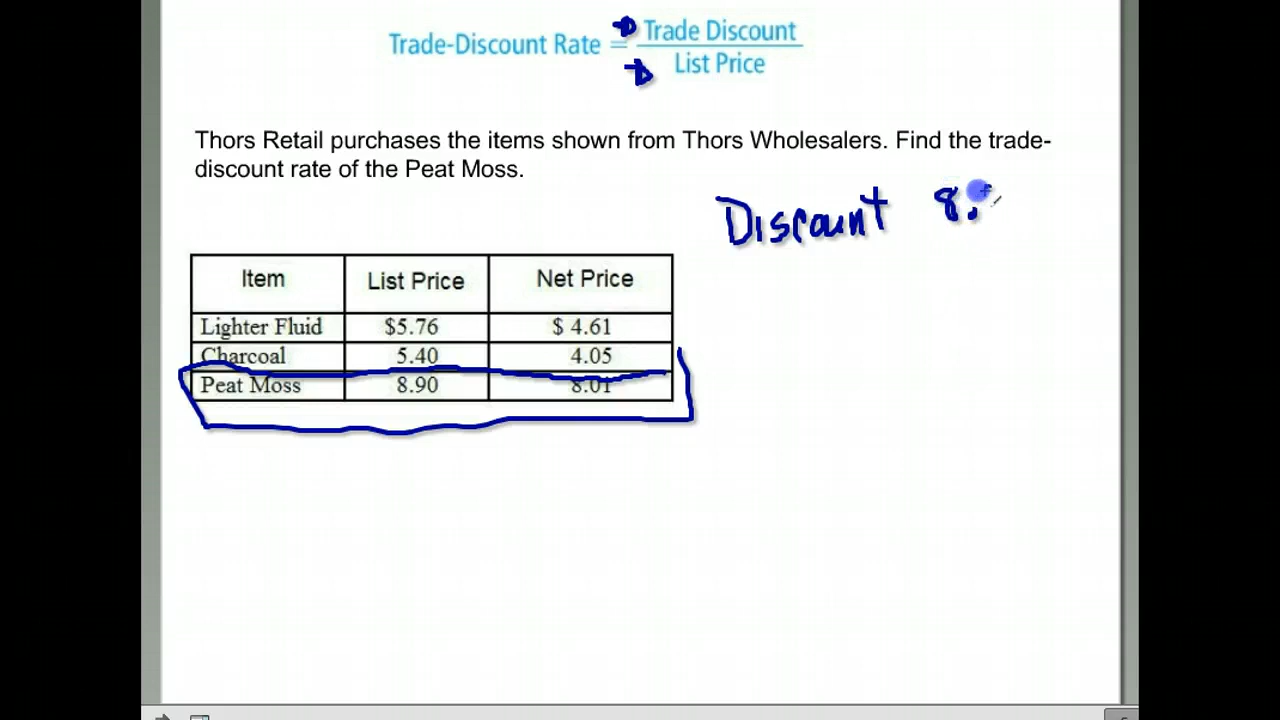 Trade-Discount Rate = Trade Discount
List Price
Thors Retail purchases the items shown from Thors Wholesalers. Find the trade-
discount rate of the Peat Moss.
Discount 8.
Item List Price Net Price
Lighter Fluid $5.76 $ 4.61
Charcoal 5.40 4.05
Peat Moss 8.90 8.01